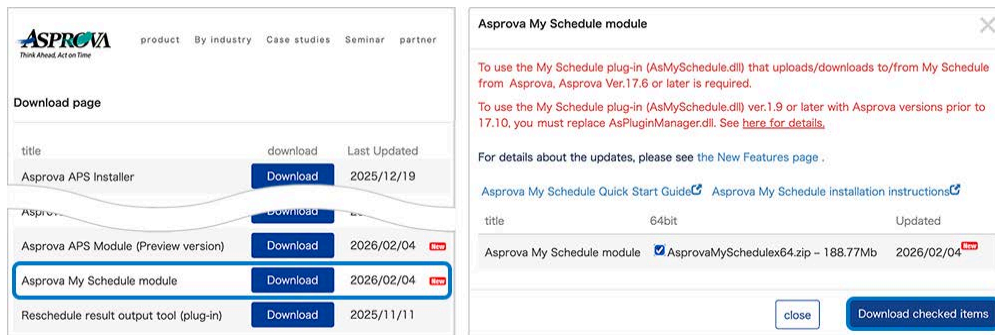 ASPROVA
Think Ahead, Act on Time
product By industry Case studies Seminar partner
Download page
title download Last Updated
Asprova APS Installer Download 2025/12/19
Download
Asprova APS Module (Preview version) Download 2026/02/04 New
Asprova My Schedule module Download 2026/02/04 New
Reschedule result output tool (plug-in) Download 2025/11/11
Asprova My Schedule module
To use the My Schedule plug-in (AsMySchedule.dll) that uploads/downloads to/from My Schedule
from Asprova, Asprova Ver.17.6 or later is required.
To use the My Schedule plug-in (AsMySchedule.dll) ver.1.9 or later with Asprova versions prior to
17.10, you must replace AsPluginManager.dll. See here for details.
For details about the updates, please see the New Features page .
Asprova My Schedule Quick Start Guide Asprova My Schedule installation instructions
title 64bit Updated
Asprova My Schedule module AsprovaMySchedulex64.zip – 188.77Mb 2026/02/04 New
close Download checked items